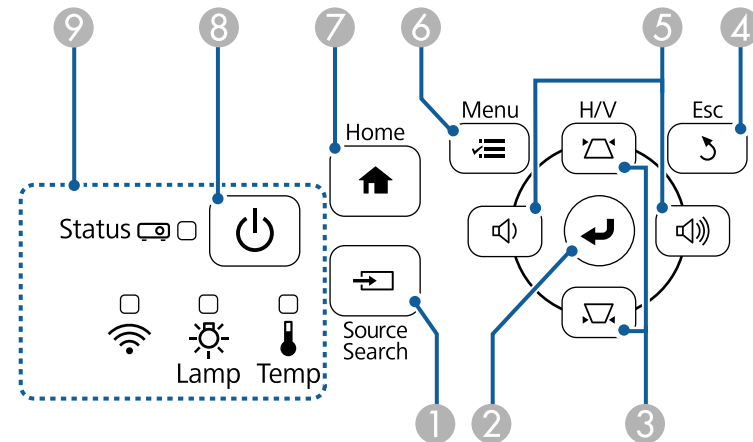 9 8 7 6 5 4
Menu H/V Esc
Home
Status
Source
Search
Lamp Temp
1 2 3